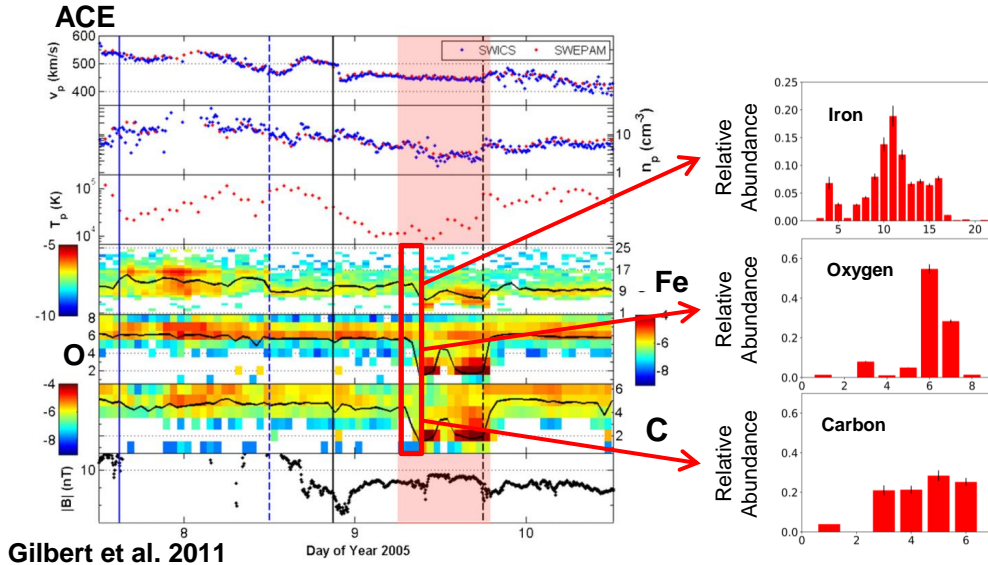 ACE
600
500
400
v_p (km/s)
SWICS
SWEPAM
10
1
n_p (cm^-3)
10^5
10^4
T_p (K)
-5
-10
25
17
9
1
Fe
8
6
4
2
O
-4
-6
-8
-4
-6
-8
6
4
2
C
10
|B| (nT)
8
9
10
Day of Year 2005
Gilbert et al. 2011
Relative
Abundance
0.25
0.20
0.15
0.10
0.05
0.00
Iron
5
10
15
20
Relative
Abundance
0.6
0.4
0.2
0.0
Oxygen
0
2
4
6
8
Relative
Abundance
0.6
0.4
0.2
0.0
Carbon
0
2
4
6